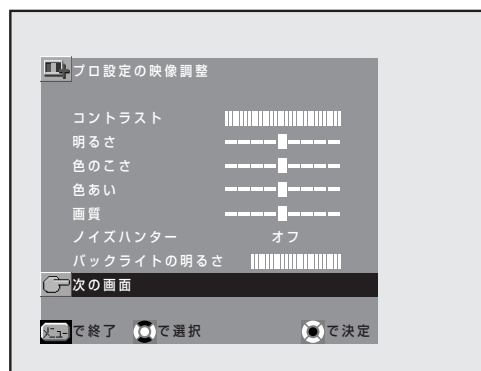 プロ設定の映像調整
コントラスト
明るさ
色のこさ
色あい
画質
ノイズハンター オフ
バックライトの明るさ
次の画面
メニューで終了 で選択 で決定